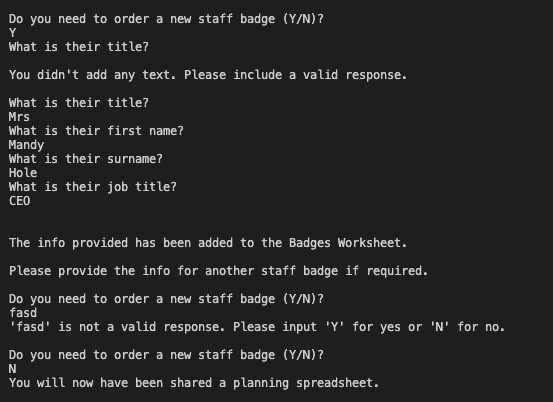 Do you need to order a new staff badge (Y/N)?
Y
What is their title?
You didn't add any text. Please include a valid response.
What is their title?
Mrs
What is their first name?
Mandy
What is their surname?
Hole
What is their job title?
CEO
The info provided has been added to the Badges Worksheet.
Please provide the info for another staff badge if required.
Do you need to order a new staff badge (Y/N)?
fasd
'fasd' is not a valid response. Please input 'Y' for yes or 'N' for no.
Do you need to order a new staff badge (Y/N)?
N
You will now have been shared a planning spreadsheet.